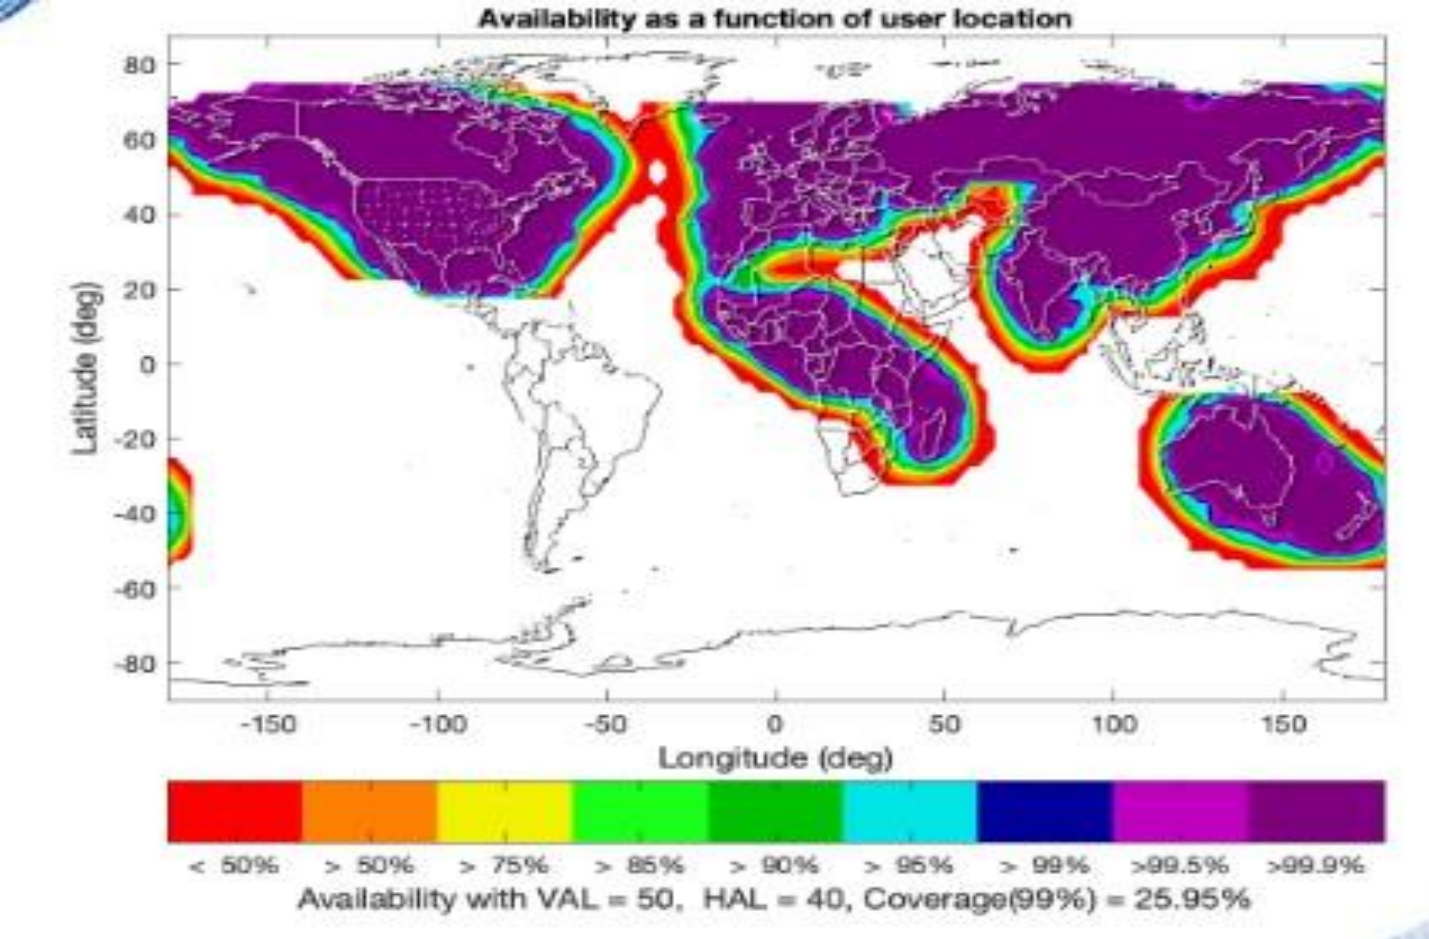 Availability as a function of user location
80
60
40
20
0
-20
-40
-60
-80
Latitude (deg)
-150 -100 -50 0 50 100 150
Longitude (deg)
< 50% > 50% > 75% > 85% > 90% > 95% > 99% >99.5% >99.9%
Availability with VAL = 50, HAL = 40, Coverage(99%) = 25.95%